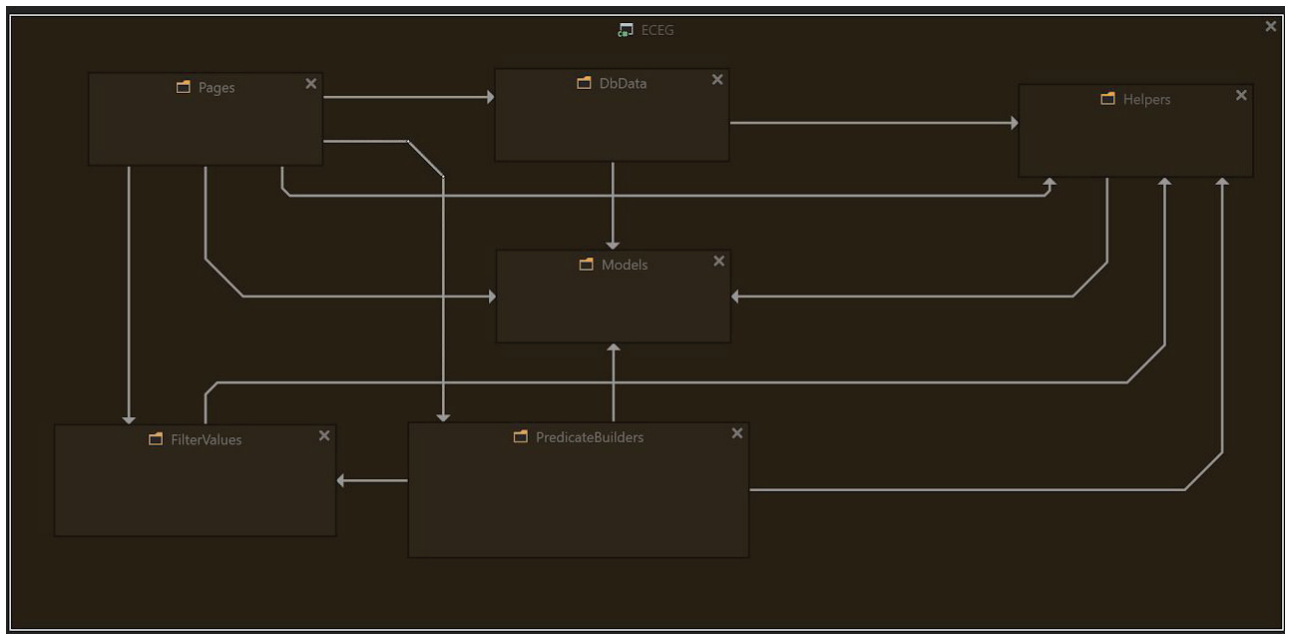 ECEG
Pages
DbData
Helpers
Models
FilterValues
PredicateBuilders